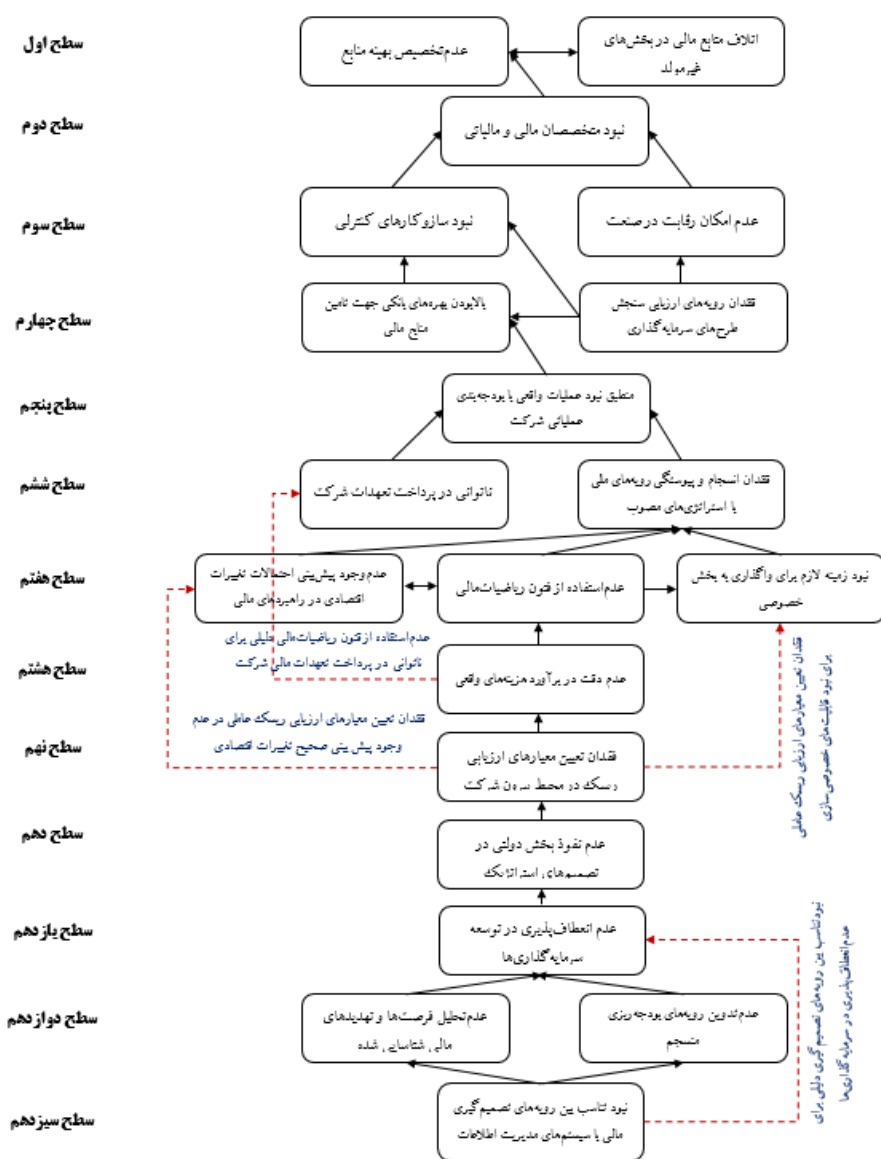 سطح اول
اتلاف منابع مالی در بخش‌های
غیرمولد
عدم‌تخصیص بهینه منابع
سطح دوم
نبود متخصصان مالی و مالیاتی
سطح سوم
عدم امکان رقابت در صنعت
نبود سازوکارهای کنترلی
سطح چهارم
فقدان رویه‌های ارزیابی سنجش
طرح‌های سرمایه‌گذاری
بالابودن بهره‌های بانکی جهت تامین
منابع مالی
سطح پنجم
منطبق نبود عملیات واقعی با بودجه‌بندی
عملیاتی شرکت
سطح ششم
فقدان انسجام و پیوستگی رویه‌های ملی
با استراتژی‌های مصوب
ناتوانی در پرداخت تعهدات شرکت
سطح هفتم
نبود زمینه لازم برای واگذاری به بخش
خصوصی
عدم‌استفاده از فنون ریاضیات‌مالی
عدم وجود پیش‌بینی احتمالات تغییرات
اقتصادی در راهبردهای مالی
عدم‌استفاده از فنون ریاضیات‌مالی دلیلی برای
ناتوانی در پرداخت تعهدات مالی شرکت
سطح هشتم
عدم دقت در برآورد هزینه‌های واقعی
فقدان تعیین معیارهای ارزیابی ریسک عاملی در عدم
وجود پیش بینی صحیح تغییرات اقتصادی
سطح نهم
فقدان تعیین معیارهای ارزیابی
ریسک در محیط بیرون شرکت
فقدان تعیین معیارهای ارزیابی ریسک عاملی
برای نبود قابلیت‌های خصوصی‌سازی
سطح دهم
عدم نفوذ بخش دولتی در
تصمیم‌های استراتژیک
سطح یازدهم
عدم انعطاف‌پذیری در توسعه
سرمایه‌گذاری‌ها
نبود تناسب بین رویه‌های تصمیم گیری دلیلی برای
عدم‌انعطاف‌پذیری در سرمایه گذاری‌ها
سطح دوازدهم
عدم‌تدوین رویه‌های بودجه‌ریزی
منسجم
عدم‌تحلیل فرصت‌ها و تهدیدهای
مالی شناسایی شده
سطح سیزدهم
نبود تناسب بین رویه‌های تصمیم‌گیری
مالی با سیستم‌های مدیریت اطلاعات